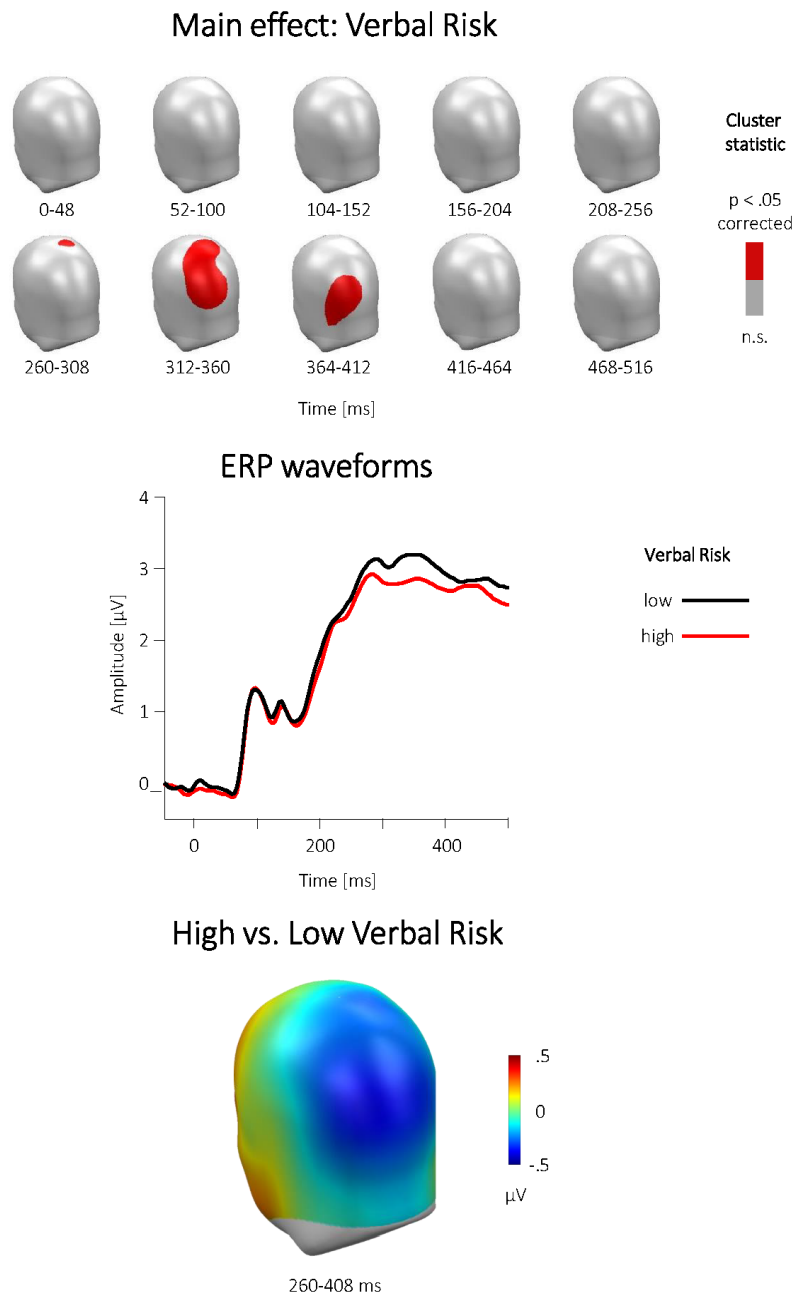 Main effect: Verbal Risk
0-48
52-100
104-152
156-204
208-256
260-308
312-360
364-412
416-464
468-516
Time [ms]
Cluster
statistic
p < .05
corrected
n.s.
ERP waveforms
4
3
2
1
0
Amplitude [µV]
0
200
400
Time [ms]
Verbal Risk
low
high
High vs. Low Verbal Risk
.5
0
-.5
µV
260-408 ms